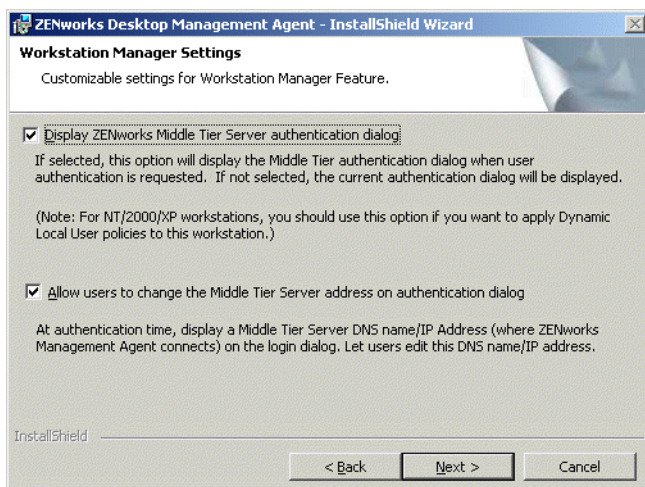 ZENworks Desktop Management Agent - InstallShield Wizard
Workstation Manager Settings
Customizable settings for Workstation Manager Feature.
Display ZENworks Middle Tier Server authentication dialog
If selected, this option will display the Middle Tier authentication dialog when user
authentication is requested.  If not selected, the current authentication dialog will be displayed.
(Note: For NT/2000/XP workstations, you should use this option if you want to apply Dynamic
Local User policies to this workstation.)
Allow users to change the Middle Tier Server address on authentication dialog
At authentication time, display a Middle Tier Server DNS name/IP Address (where ZENworks
Management Agent connects) on the login dialog. Let users edit this DNS name/IP address.
InstallShield
< Back   Next >   Cancel